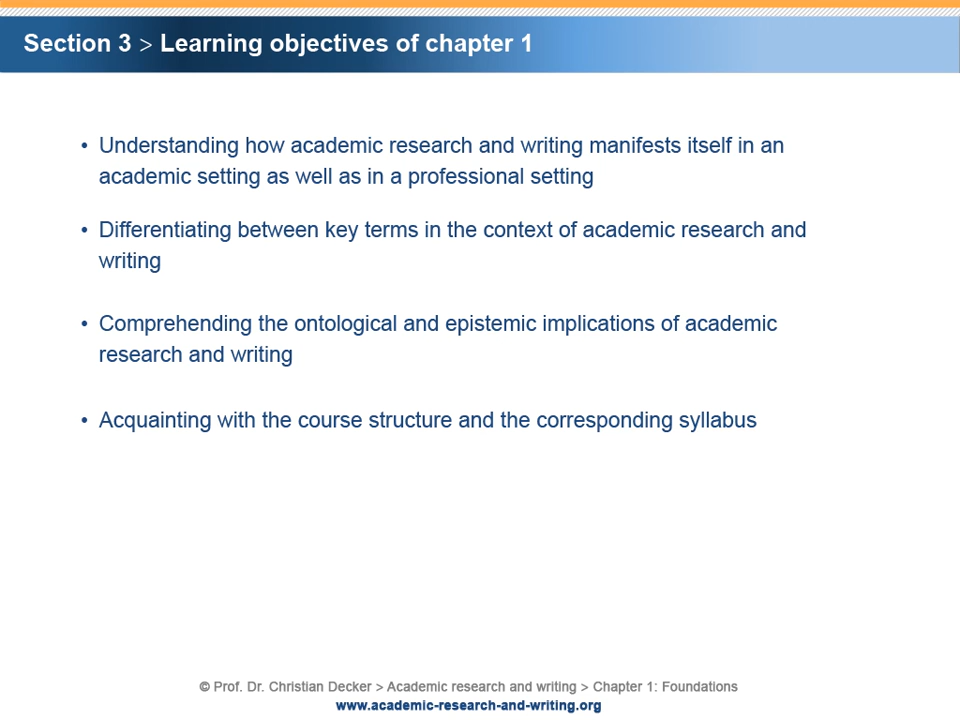 Section 3 > Learning objectives of chapter 1
• Understanding how academic research and writing manifests itself in an
academic setting as well as in a professional setting
• Differentiating between key terms in the context of academic research and
writing
• Comprehending the ontological and epistemic implications of academic
research and writing
• Acquainting with the course structure and the corresponding syllabus
© Prof. Dr. Christian Decker > Academic research and writing > Chapter 1: Foundations
www.academic-research-and-writing.org